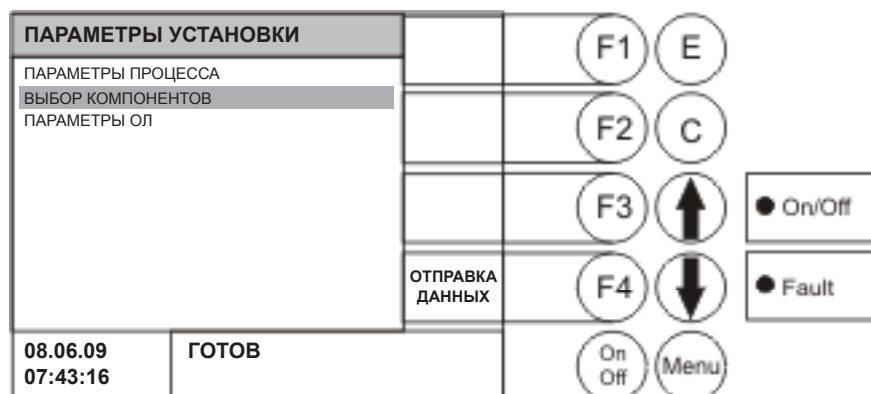 ПАРАМЕТРЫ УСТАНОВКИ
ПАРАМЕТРЫ ПРОЦЕССА
ВЫБОР КОМПОНЕНТОВ
ПАРАМЕТРЫ ОЛ
ОТПРАВКА
ДАННЫХ
08.06.09
07:43:16
ГОТОВ
F1
E
F2
C
F3
On/Off
F4
Fault
On
Off
Menu